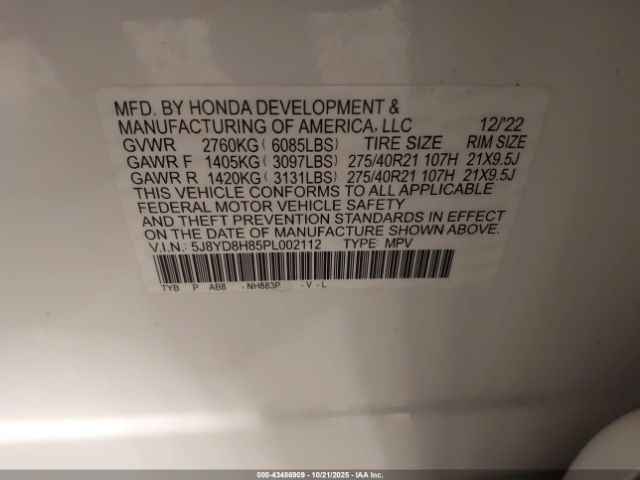 MFD. BY HONDA DEVELOPMENT &
MANUFACTURING OF AMERICA, LLC 12/'22
GVWR 2760KG ( 6085LBS) TIRE SIZE RIM SIZE
GAWR F 1405KG ( 3097LBS) 275/40R21 107H 21X9.5J
GAWR R 1420KG ( 3131LBS) 275/40R21 107H 21X9.5J
THIS VEHICLE CONFORMS TO ALL APPLICABLE
FEDERAL MOTOR VEHICLE SAFETY
AND THEFT PREVENTION STANDARDS IN EFFECT ON
THE DATE OF MANUFACTURE SHOWN ABOVE.
V.I.N.: 5J8YD8H85PL002112 TYPE: MPV
TYB P AB8 -NH883P -V-L
000-43486909 | 10/21/2025 | IAA Inc.